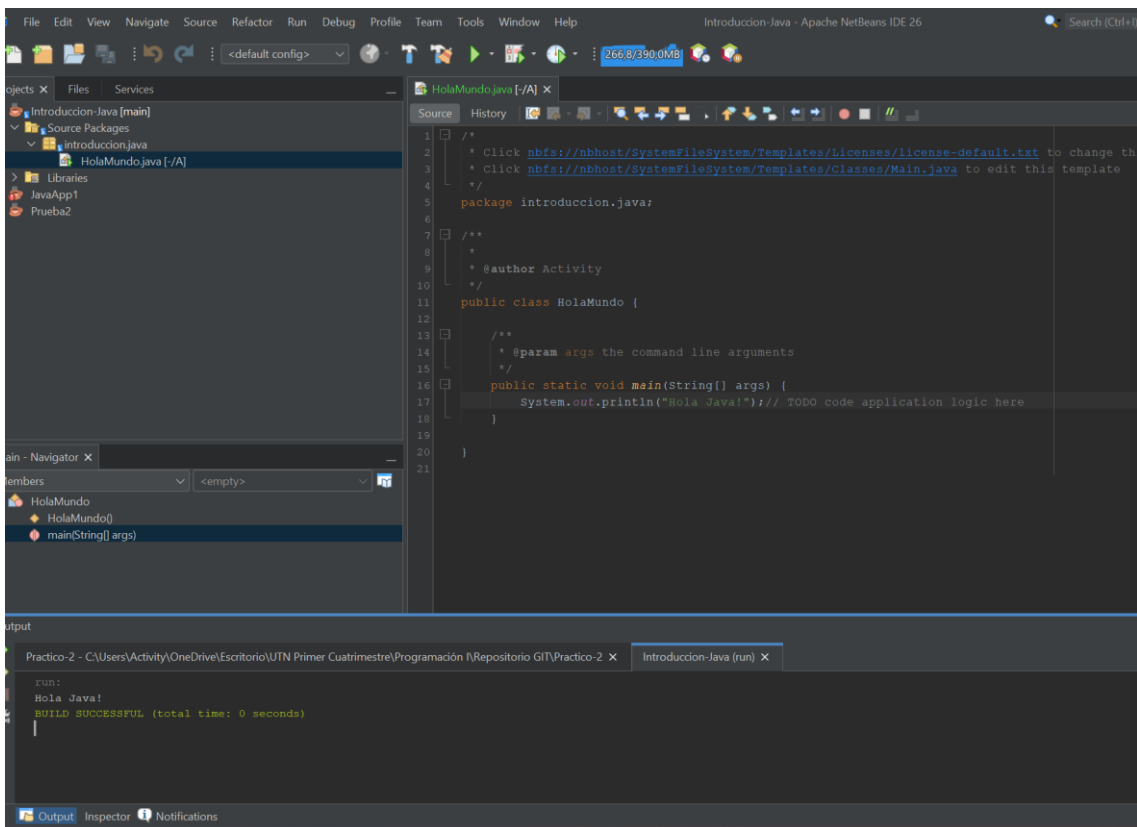 File Edit View Navigate Source Refactor Run Debug Profile Team Tools Window Help Introduccion-Java - Apache NetBeans IDE 26 Search (Ctrl+I)
<default config> 266.8/390.0MB
ojects Files Services
Introduccion-Java [main]
Source Packages
introduccion.java
HolaMundo.java [-/A]
Libraries
JavaApp1
Prueba2
HolaMundo.java [-/A]
Source History
1 /*
2 * Click nbfs://nbhost/SystemFileSystem/Templates/Licenses/license-default.txt to change th
3 * Click nbfs://nbhost/SystemFileSystem/Templates/Classes/Main.java to edit this template
4 */
5 package introduccion.java;
6
7 /**
8 *
9 * @author Activity
10 */
11 public class HolaMundo {
12
13 /**
14 * @param args the command line arguments
15 */
16 public static void main(String[] args) {
17 System.out.println("Hola Java!");// TODO code application logic here
18 }
19
20 }
21
ain - Navigator
Members <empty>
HolaMundo
HolaMundo()
main(String[] args)
utput
Practico-2 - C:\Users\Activity\OneDrive\Escritorio\UTN Primer Cuatrimestre\Programación I\Repositorio GIT\Practico-2 Introduccion-Java (run)
run:
Hola Java!
BUILD SUCCESSFUL (total time: 0 seconds)
Output Inspector Notifications